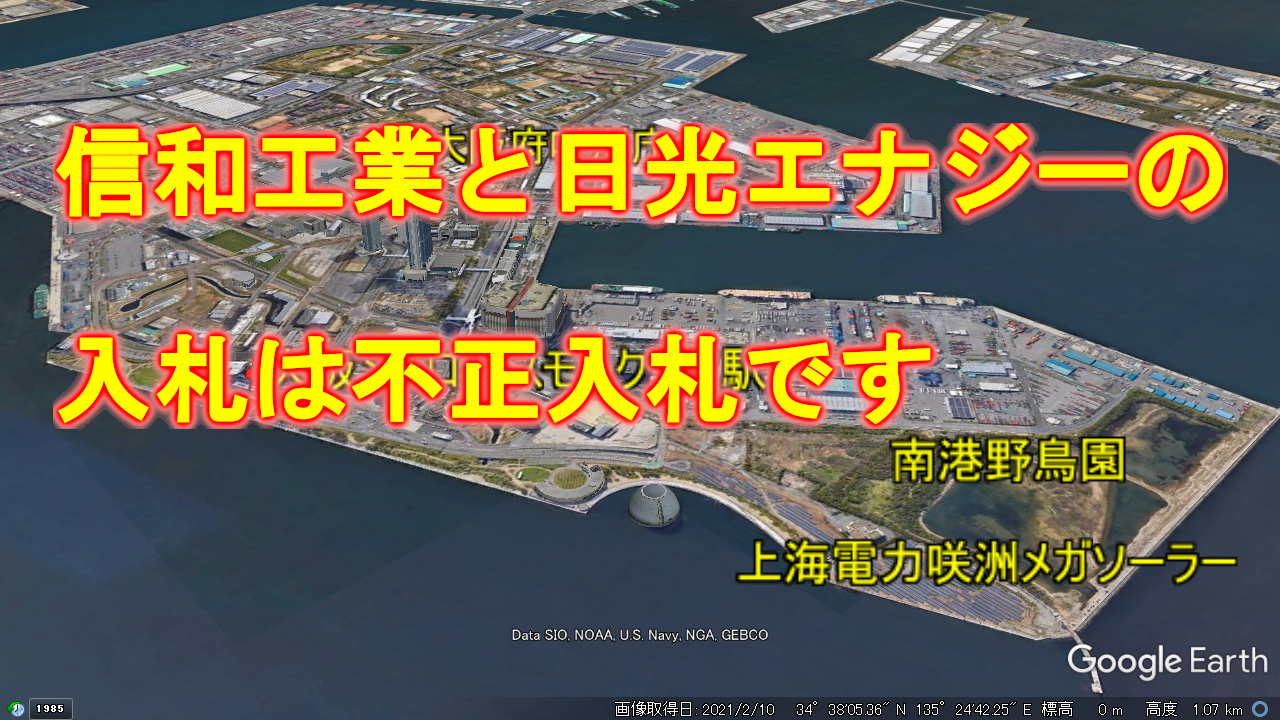 信和工業と日光エナジーの
入札は不正入札です
南港野鳥園
上海電力咲洲メガソーラー
Data SIO, NOAA, U.S. Navy, NGA, GEBCO
Google Earth
1985
画像取得日: 2021/2/10 34° 38'05.36" N 135° 24'42.25" E 標高 0 m 高度 1.07 km